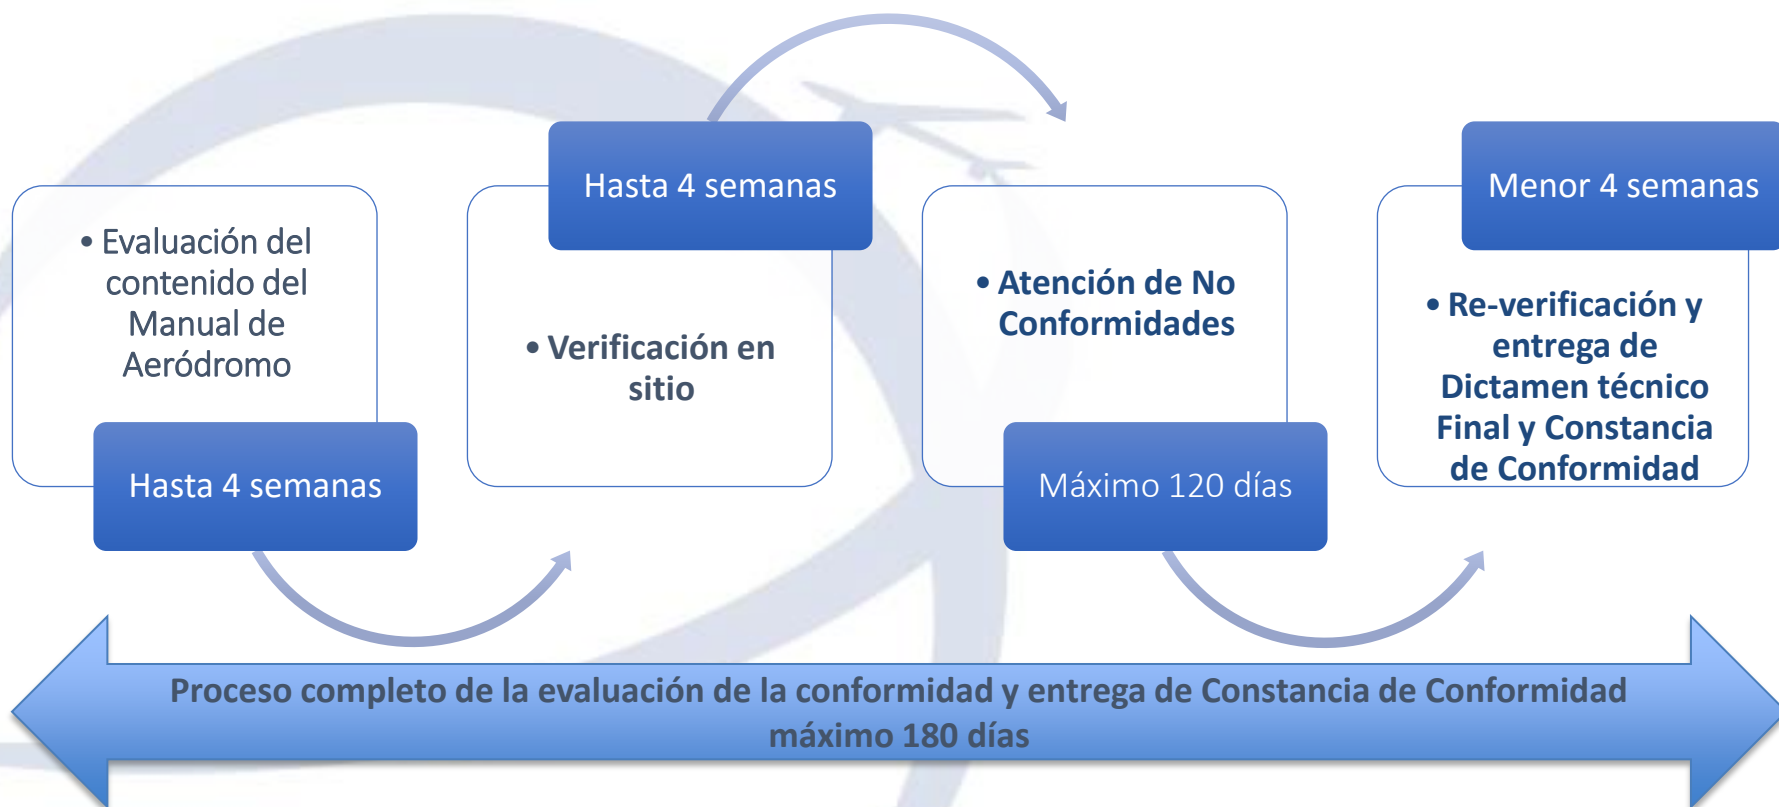 • Evaluación del
contenido del
Manual de
Aeródromo
Hasta 4 semanas
Hasta 4 semanas
• Verificación en
sitio
• Atención de No
Conformidades
Máximo 120 días
Menor 4 semanas
• Re-verificación y
entrega de
Dictamen técnico
Final y Constancia
de Conformidad
Proceso completo de la evaluación de la conformidad y entrega de Constancia de Conformidad
máximo 180 días